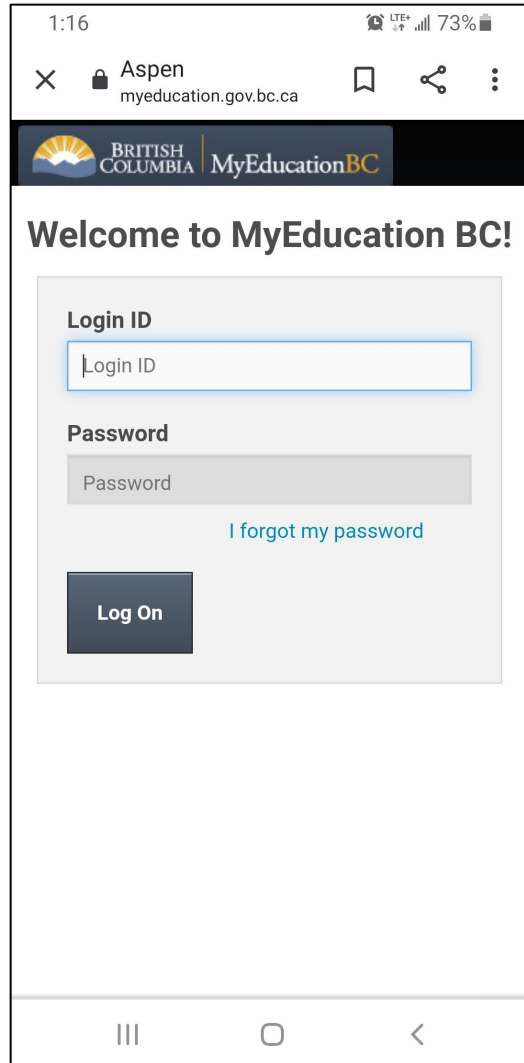 1:16 LTE+ 73%
Aspen
myeducation.gov.bc.ca
BRITISH COLUMBIA MyEducationBC
Welcome to MyEducation BC!
Login ID
Login ID
Password
Password
I forgot my password
Log On